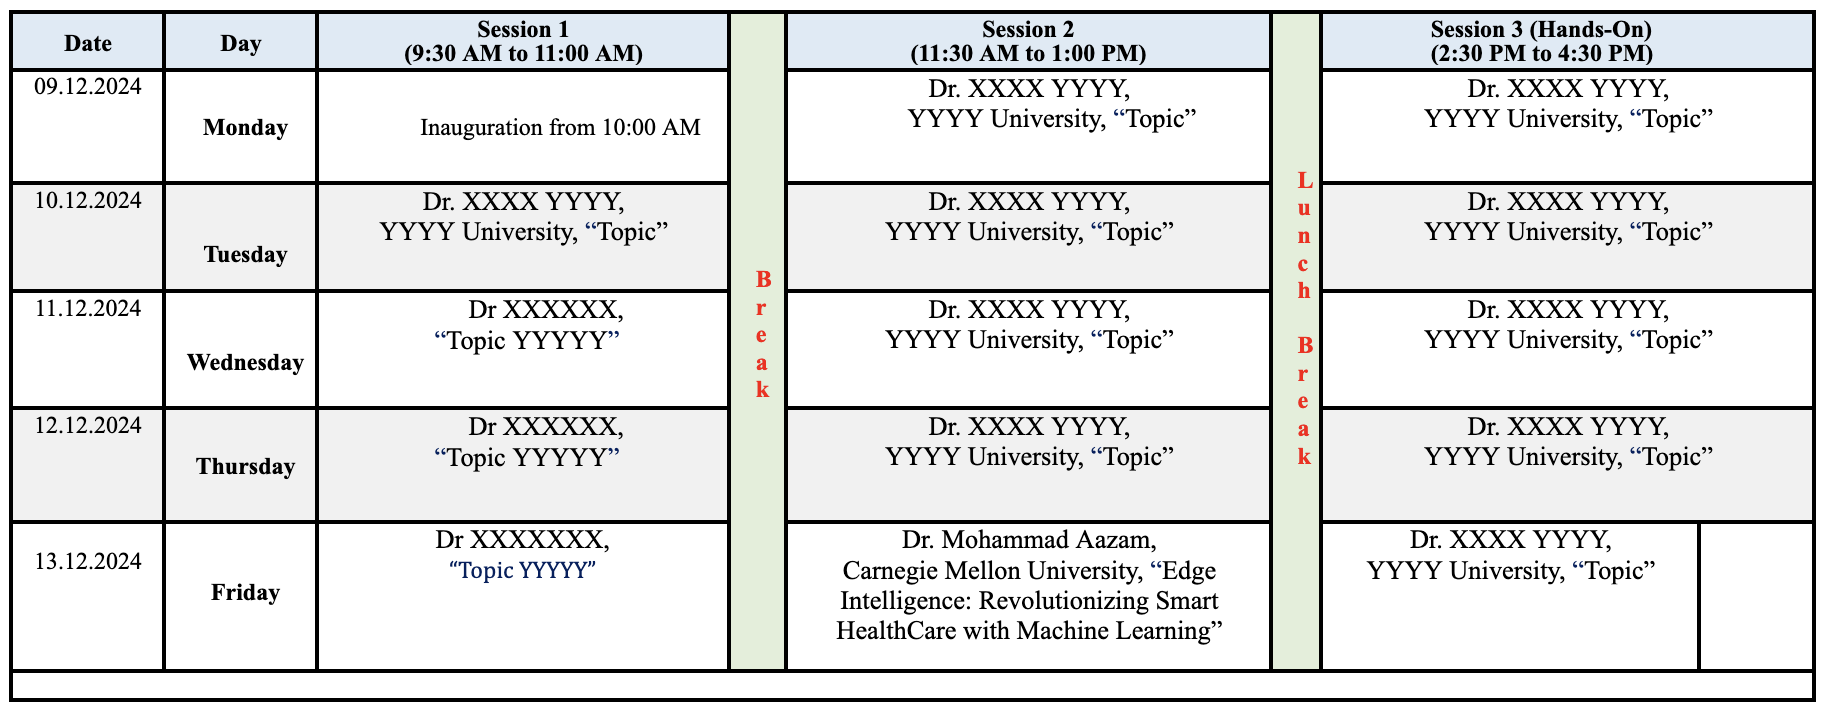 Date
Day
Session 1
(9:30 AM to 11:00 AM)
Session 2
(11:30 AM to 1:00 PM)
Session 3 (Hands-On)
(2:30 PM to 4:30 PM)
09.12.2024
Monday
Inauguration from 10:00 AM
Dr. XXXX YYYY,
YYYY University, “Topic”
Dr. XXXX YYYY,
YYYY University, “Topic”
10.12.2024
Tuesday
Dr. XXXX YYYY,
YYYY University, “Topic”
Dr. XXXX YYYY,
YYYY University, “Topic”
Dr. XXXX YYYY,
YYYY University, “Topic”
11.12.2024
Wednesday
Dr XXXXXX,
“Topic YYYYY”
Dr. XXXX YYYY,
YYYY University, “Topic”
Dr. XXXX YYYY,
YYYY University, “Topic”
12.12.2024
Thursday
Dr XXXXXX,
“Topic YYYYY”
Dr. XXXX YYYY,
YYYY University, “Topic”
Dr. XXXX YYYY,
YYYY University, “Topic”
13.12.2024
Friday
Dr XXXXXXX,
“Topic YYYYY”
Dr. Mohammad Aazam,
Carnegie Mellon University, “Edge
Intelligence: Revolutionizing Smart
HealthCare with Machine Learning”
Dr. XXXX YYYY,
YYYY University, “Topic”
Break
Lunch Break